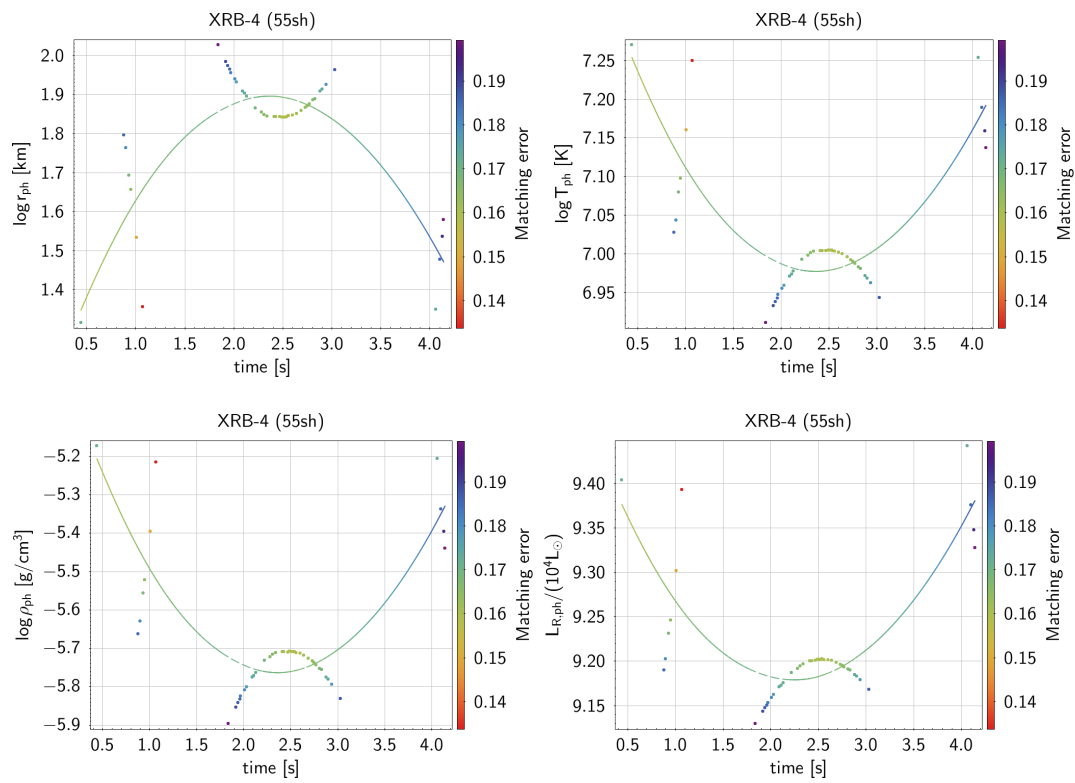 XRB-4 (55sh)
2.0
1.9
1.8
1.7
1.6
1.5
1.4
log r_ph [km]
0.5 1.0 1.5 2.0 2.5 3.0 3.5 4.0
time [s]
0.19
0.18
0.17
0.16
0.15
0.14
Matching error
XRB-4 (55sh)
7.25
7.20
7.15
7.10
7.05
7.00
6.95
log T_ph [K]
0.5 1.0 1.5 2.0 2.5 3.0 3.5 4.0
time [s]
0.19
0.18
0.17
0.16
0.15
0.14
Matching error
XRB-4 (55sh)
−5.2
−5.3
−5.4
−5.5
−5.6
−5.7
−5.8
−5.9
log ρ_ph [g/cm³]
0.5 1.0 1.5 2.0 2.5 3.0 3.5 4.0
time [s]
0.19
0.18
0.17
0.16
0.15
0.14
Matching error
XRB-4 (55sh)
9.40
9.35
9.30
9.25
9.20
9.15
L_R,ph/(10⁴L_⊙)
0.5 1.0 1.5 2.0 2.5 3.0 3.5 4.0
time [s]
0.19
0.18
0.17
0.16
0.15
0.14
Matching error